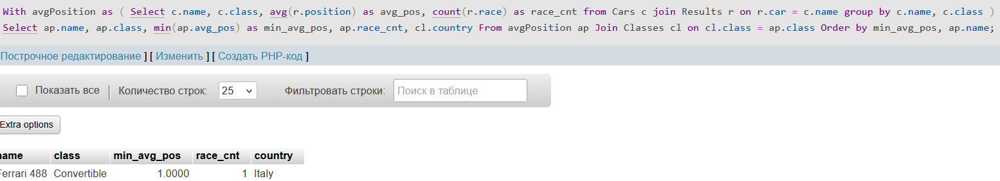 With avgPosition as ( Select c.name, c.class, avg(r.position) as avg_pos, count(r.race) as race_cnt from Cars c join Results r on r.car = c.name group by c.name, c.class )
Select ap.name, ap.class, min(ap.avg_pos) as min_avg_pos, ap.race_cnt, cl.country From avgPosition ap Join Classes cl on cl.class = ap.class Order by min_avg_pos, ap.name;
Построчное редактирование ] [ Изменить ] [ Создать PHP-код ]
Показать все Количество строк: 25 Фильтровать строки: Поиск в таблице
Extra options
name class min_avg_pos race_cnt country
Ferrari 488 Convertible 1.0000 1 Italy